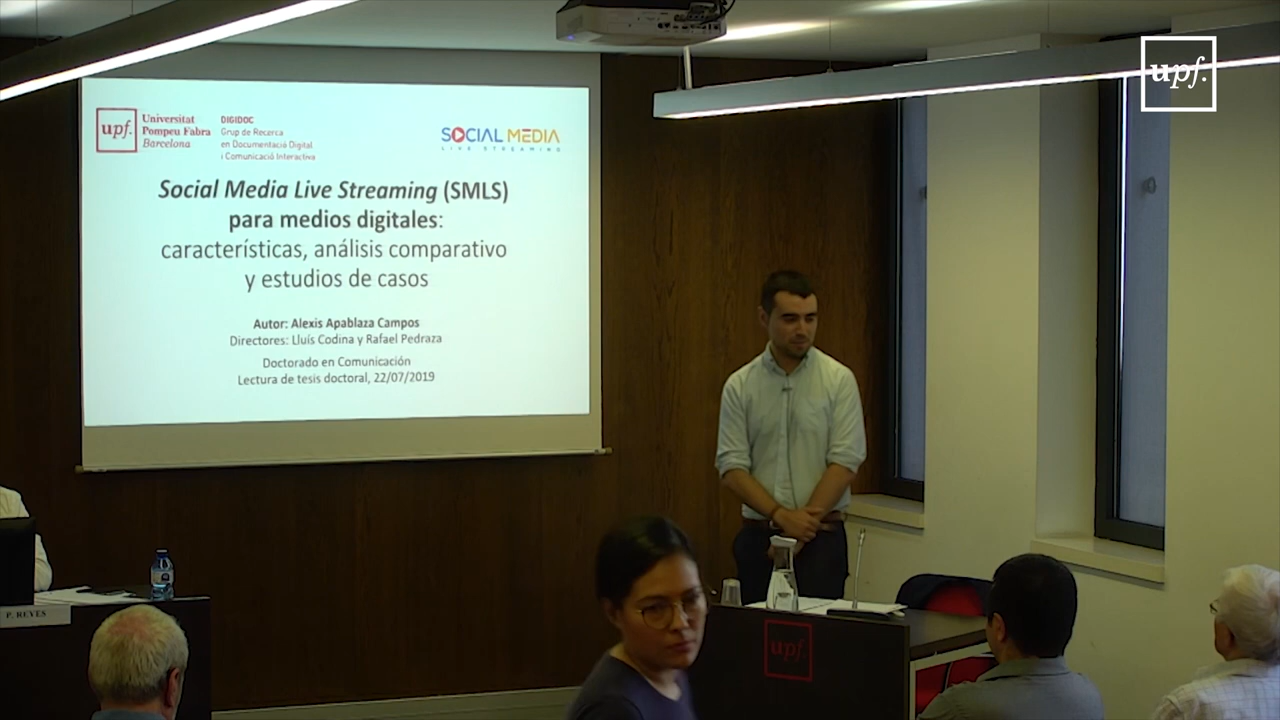 upf.
Universitat
Pompeu Fabra
Barcelona
DIGIDOC
Grup de Recerca
en Documentació Digital
i Comunicació Interactiva
SOCIAL MEDIA
LIVE STREAMING
Social Media Live Streaming (SMLS)
para medios digitales:
características, análisis comparativo
y estudios de casos
Autor: Alexis Apablaza Campos
Directores: Lluís Codina y Rafael Pedraza
Doctorado en Comunicación
Lectura de tesis doctoral, 22/07/2019
upf.
P. REYES
upf.